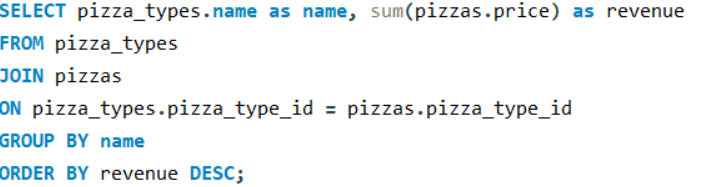 SELECT pizza_types.name as name, sum(pizzas.price) as revenue
FROM pizza_types
JOIN pizzas
ON pizza_types.pizza_type_id = pizzas.pizza_type_id
GROUP BY name
ORDER BY revenue DESC;